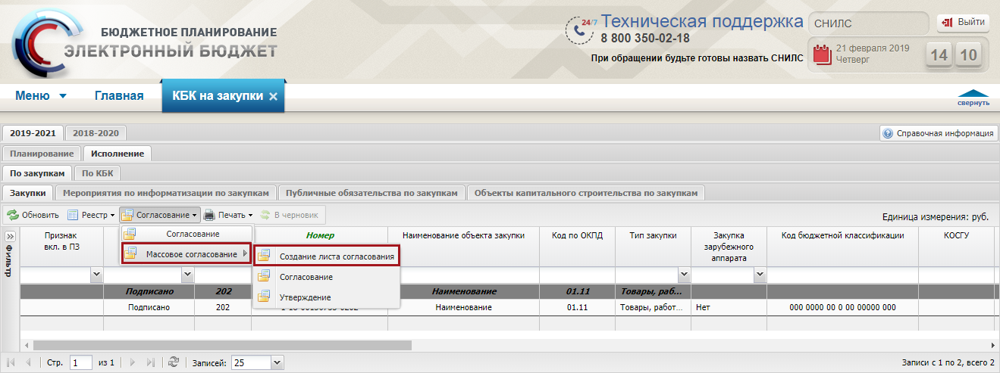 БЮДЖЕТНОЕ ПЛАНИРОВАНИЕ
ЭЛЕКТРОННЫЙ БЮДЖЕТ
24/7 Техническая поддержка
8 800 350-02-18
При обращении будьте готовы назвать СНИЛС
СНИЛС
Выйти
21 февраля 2019
Четверг
14 10
Меню Главная КБК на закупки
свернуть
2019-2021 2018-2020 Справочная информация
Планирование Исполнение
По закупкам По КБК
Закупки Мероприятия по информатизации по закупкам Публичные обязательства по закупкам Объекты капитального строительства по закупкам
Обновить Реестр Согласование Печать В черновик
Единица измерения: руб.
Фильтр
Признак вкл. в ПЗ
Номер
Наименование объекта закупки
Код по ОКПД
Тип закупки
Закупка зарубежного аппарата
Код бюджетной классификации
КОСГУ
Согласование
Массовое согласование
Создание листа согласования
Согласование
Утверждение
Подписано 202 Наименование 01.11 Товары, раб...
Подписано 202 Наименование 01.11 Товары, работ... Нет 000 0000 00 0 00 00000 000
Стр. 1 из 1 Записей: 25
Записи с 1 по 2, всего 2